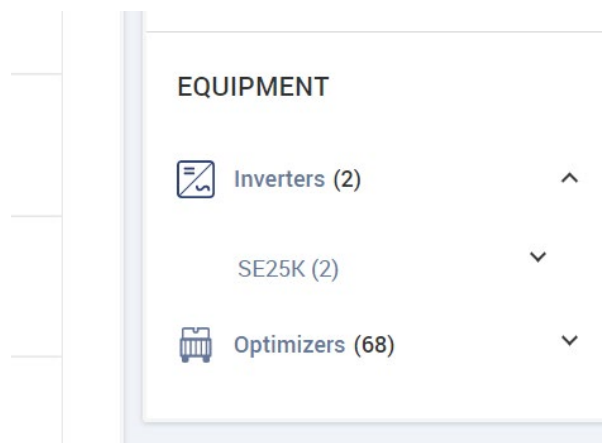 EQUIPMENT
Inverters (2)
SE25K (2)
Optimizers (68)